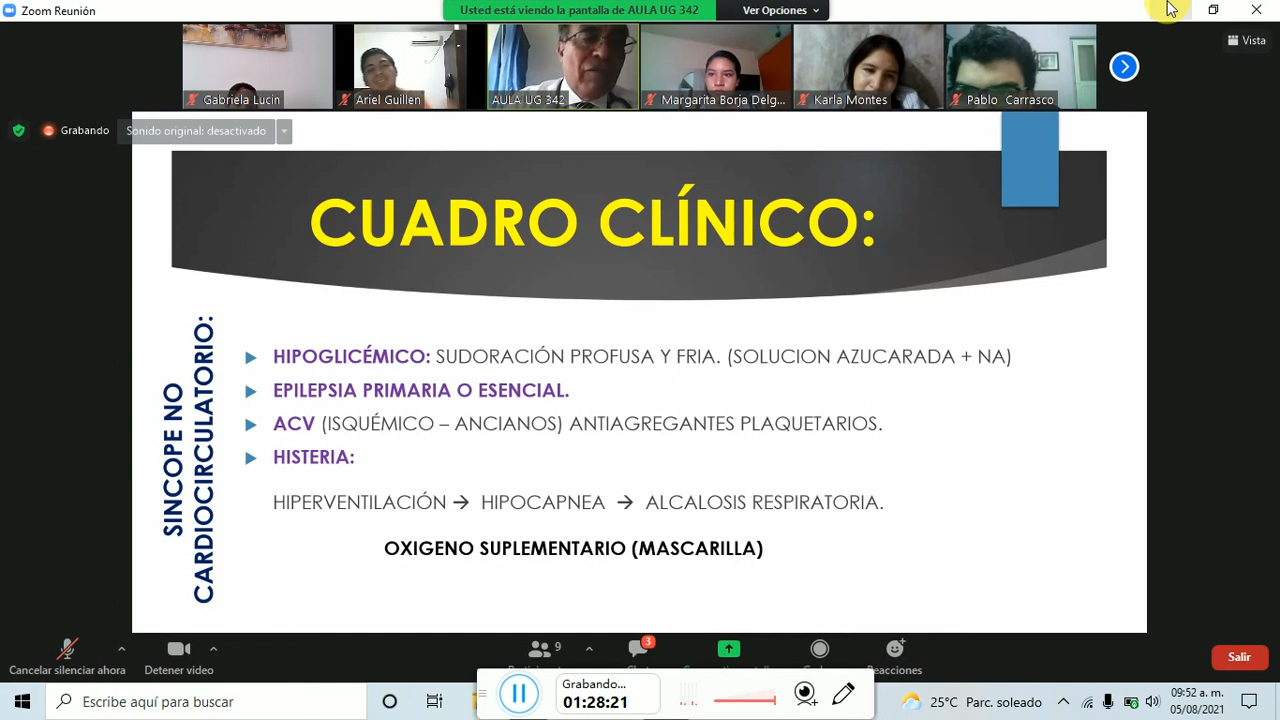 Zoom Reunión
Usted está viendo la pantalla de AULA UG 342
Ver Opciones
Vista
Gabriela Lucin
Ariel Guillen
AULA UG 342
Margarita Borja Delg...
Karla Montes
Pablo Carrasco
Grabando
Sonido original: desactivado
CUADRO CLÍNICO:
SINCOPE NO
CARDIOCIRCULATORIO:
HIPOGLICÉMICO: SUDORACIÓN PROFUSA Y FRIA. (SOLUCION AZUCARADA + NA)
EPILEPSIA PRIMARIA O ESENCIAL.
ACV (ISQUÉMICO – ANCIANOS) ANTIAGREGANTES PLAQUETARIOS.
HISTERIA:
HIPERVENTILACIÓN → HIPOCAPNEA → ALCALOSIS RESPIRATORIA.
OXIGENO SUPLEMENTARIO (MASCARILLA)
Cancelar silenciar ahora
Detener video
9
3
Reacciones
Salir
Grabando...
01:28:21
Escribe aquí para buscar
25°C Parc. soleado
09:52 a. m.
05/08/2021